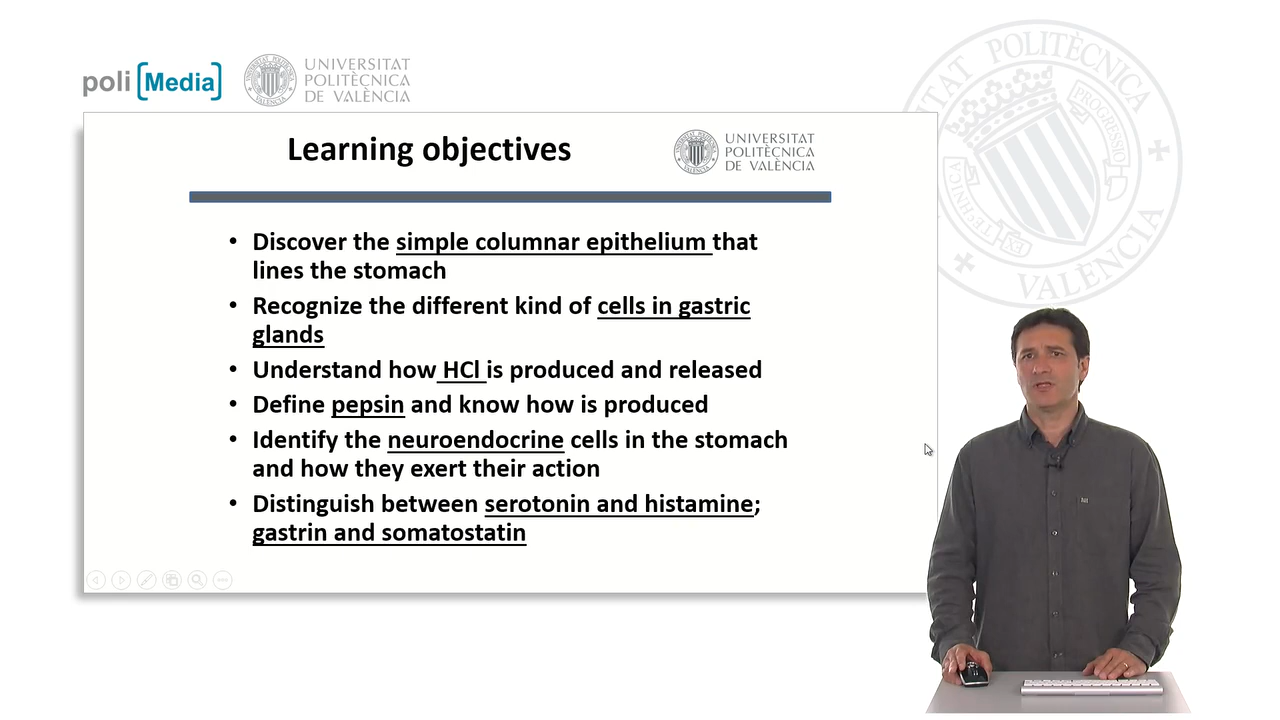 poli [Media]
UNIVERSITAT
POLITÈCNICA
DE VALÈNCIA
Learning objectives
UNIVERSITAT
POLITÈCNICA
DE VALÈNCIA
• Discover the simple columnar epithelium that
lines the stomach
• Recognize the different kind of cells in gastric
glands
• Understand how HCl is produced and released
• Define pepsin and know how is produced
• Identify the neuroendocrine cells in the stomach
and how they exert their action
• Distinguish between serotonin and histamine;
gastrin and somatostatin
POLITÈCNICA
VALÈNCIA
PROGRESSIO